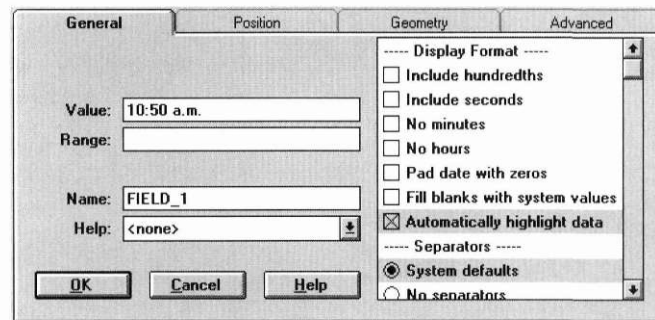 General Position Geometry Advanced
Value: 10:50 a.m.
Range:
Name: FIELD_1
Help: <none>
OK Cancel Help
----- Display Format -----
Include hundredths
Include seconds
No minutes
No hours
Pad date with zeros
Fill blanks with system values
Automatically highlight data
----- Separators -----
System defaults
No separators